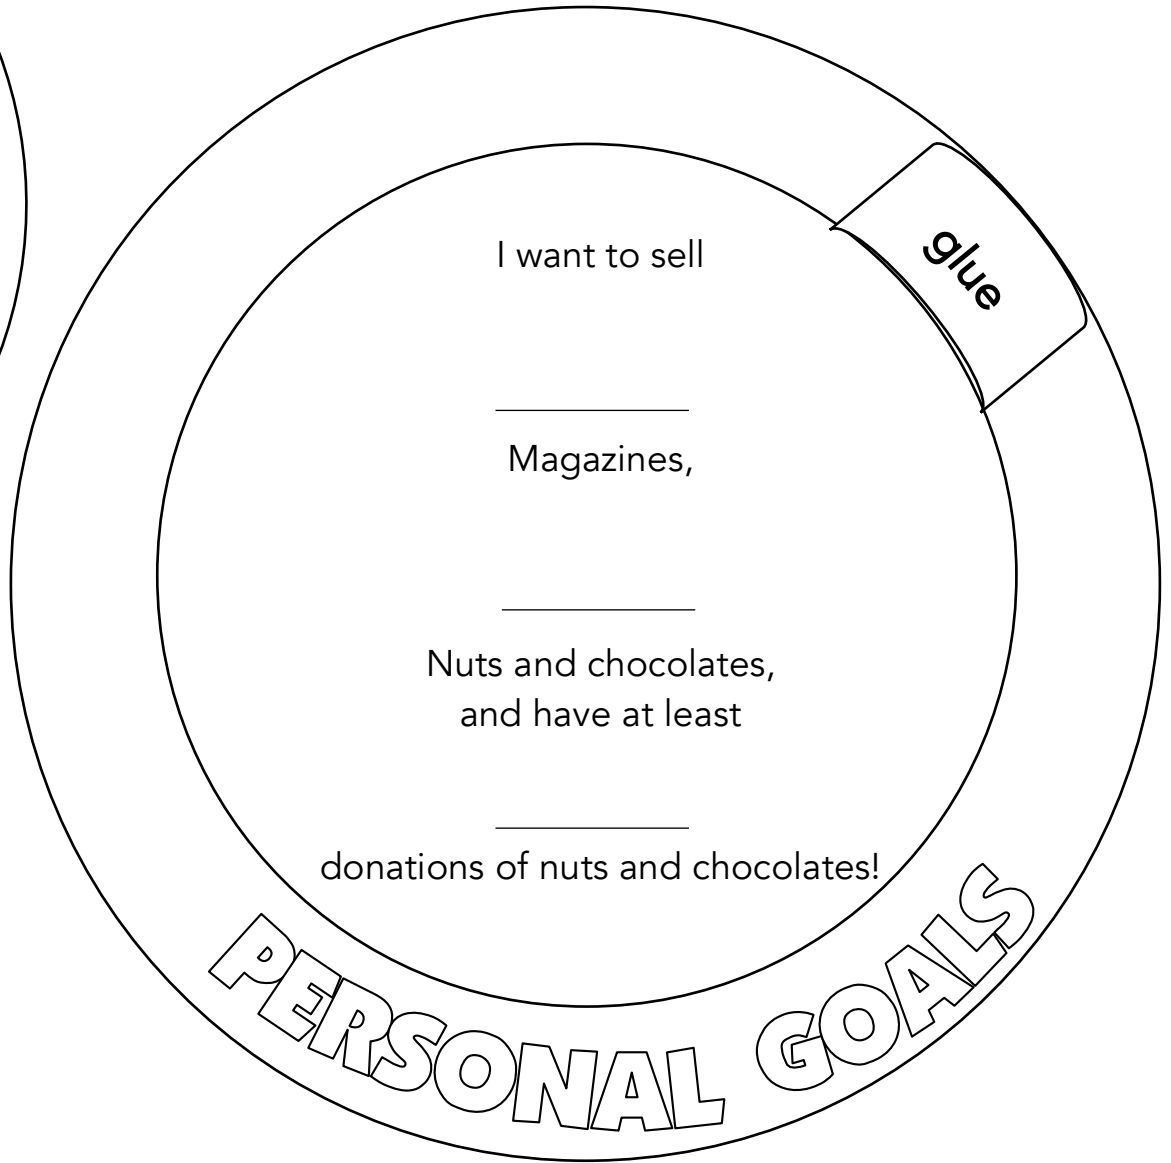 I want to sell
Magazines,
Nuts and chocolates,
and have at least
donations of nuts and chocolates!
glue
PERSONAL GOALS